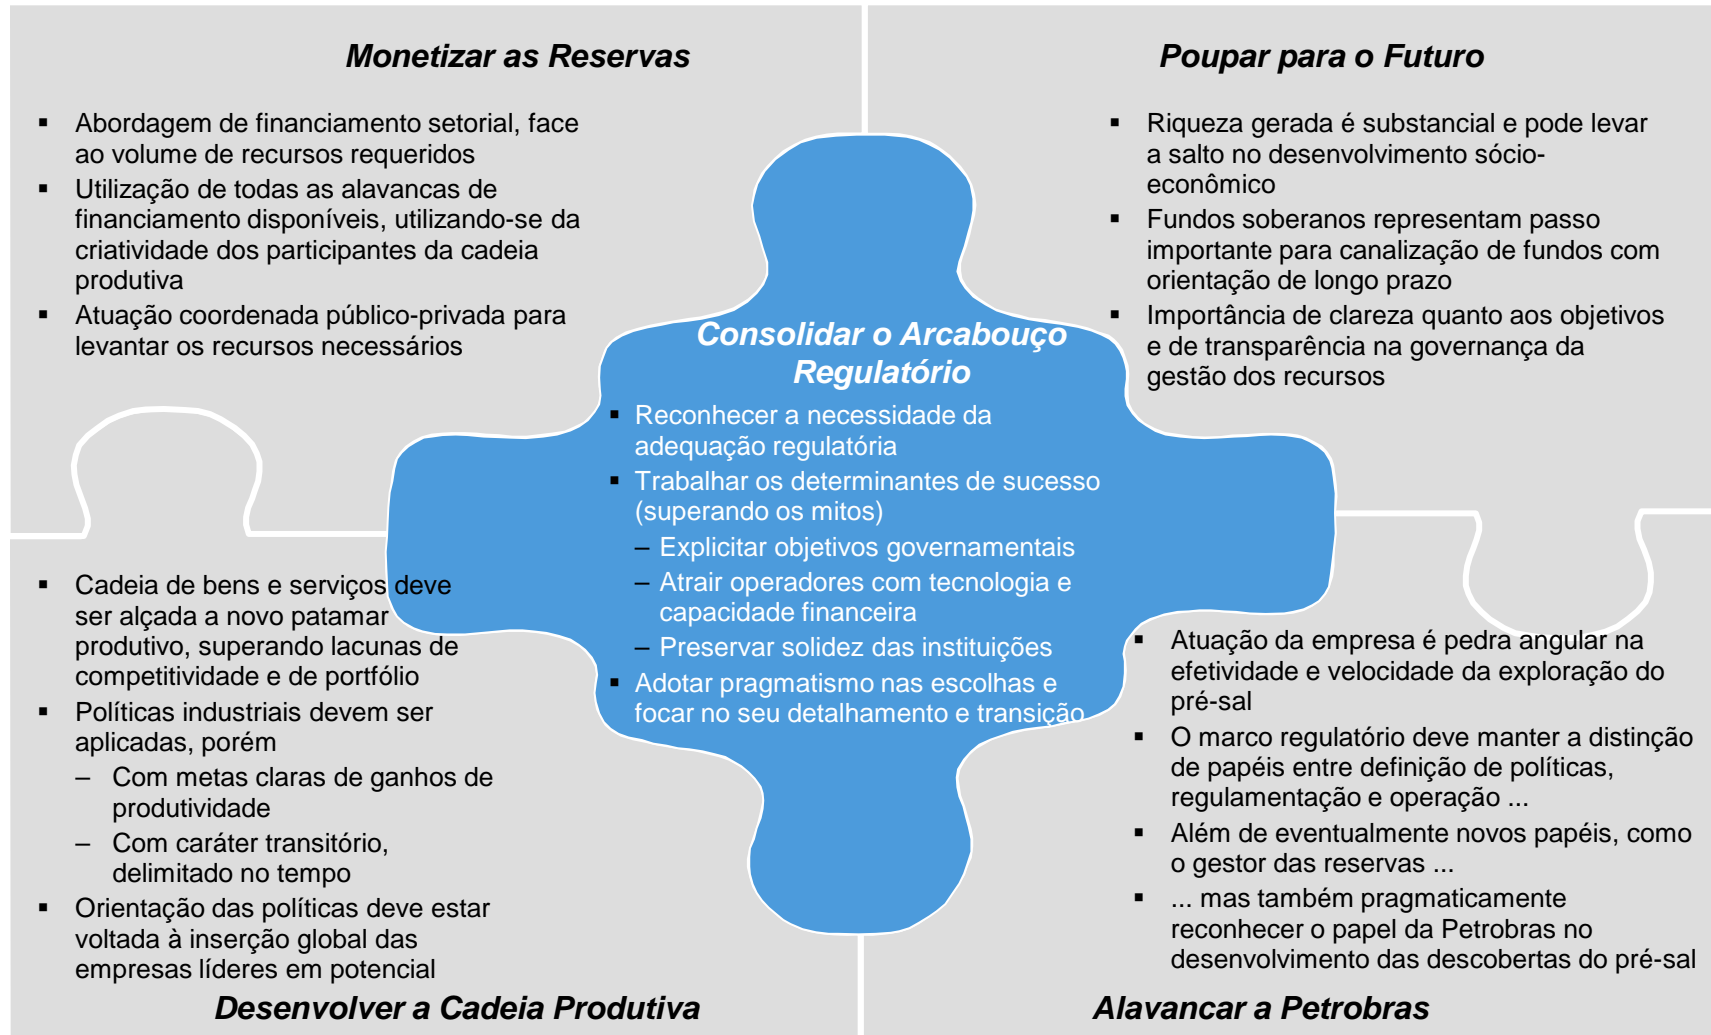 Monetizar as Reservas
▪ Abordagem de financiamento setorial, face
ao volume de recursos requeridos
▪ Utilização de todas as alavancas de
financiamento disponíveis, utilizando-se da
criatividade dos participantes da cadeia
produtiva
▪ Atuação coordenada público-privada para
levantar os recursos necessários
Poupar para o Futuro
▪ Riqueza gerada é substancial e pode levar
a salto no desenvolvimento sócio-
econômico
▪ Fundos soberanos representam passo
importante para canalização de fundos com
orientação de longo prazo
▪ Importância de clareza quanto aos objetivos
e de transparência na governança da
gestão dos recursos
Consolidar o Arcabouço
Regulatório
▪ Reconhecer a necessidade da
adequação regulatória
▪ Trabalhar os determinantes de sucesso
(superando os mitos)
– Explicitar objetivos governamentais
– Atrair operadores com tecnologia e
capacidade financeira
– Preservar solidez das instituições
▪ Adotar pragmatismo nas escolhas e
focar no seu detalhamento e transição
▪ Cadeia de bens e serviços deve
ser alçada a novo patamar
produtivo, superando lacunas de
competitividade e de portfólio
▪ Políticas industriais devem ser
aplicadas, porém
– Com metas claras de ganhos de
produtividade
– Com caráter transitório,
delimitado no tempo
▪ Orientação das políticas deve estar
voltada à inserção global das
empresas líderes em potencial
Desenvolver a Cadeia Produtiva
▪ Atuação da empresa é pedra angular na
efetividade e velocidade da exploração do
pré-sal
▪ O marco regulatório deve manter a distinção
de papéis entre definição de políticas,
regulamentação e operação ...
▪ Além de eventualmente novos papéis, como
o gestor das reservas ...
▪ ... mas também pragmaticamente
reconhecer o papel da Petrobras no
desenvolvimento das descobertas do pré-sal
Alavancar a Petrobras